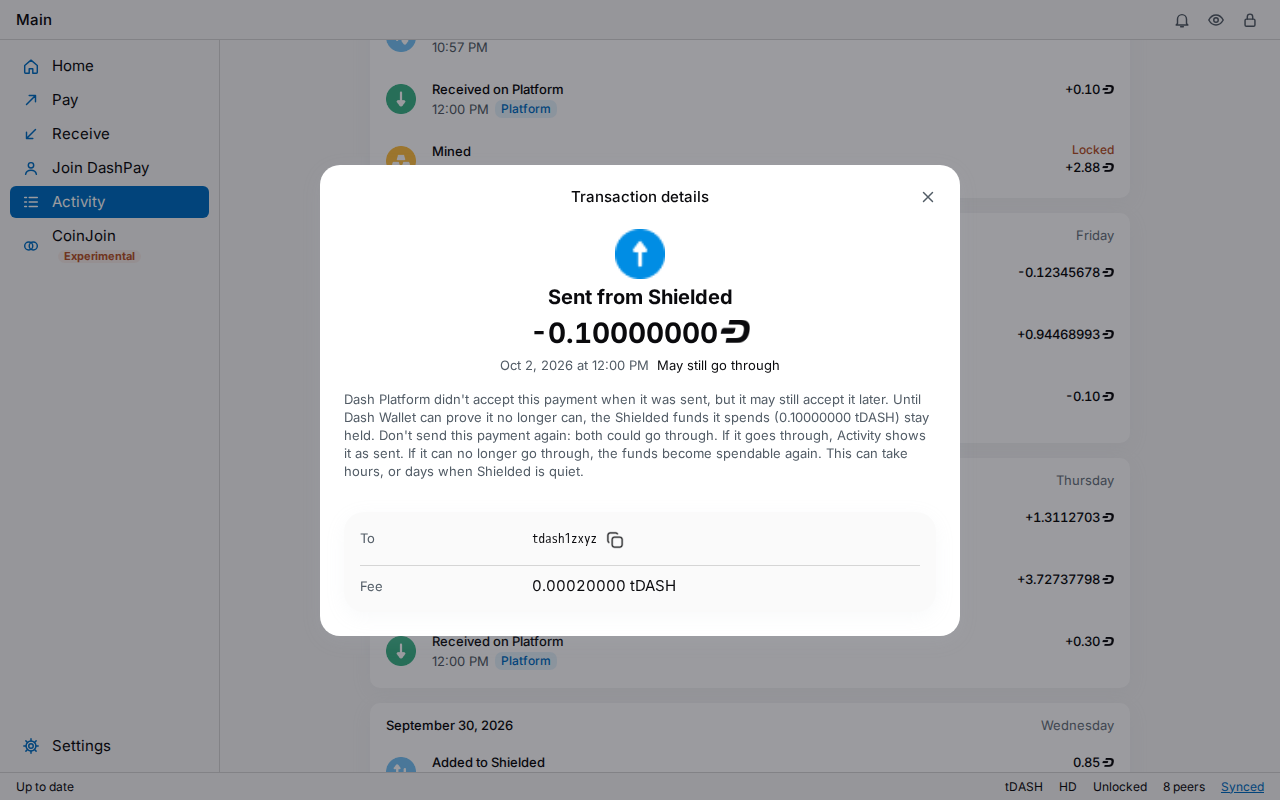 Main
Home
Pay
Receive
Join DashPay
Activity
CoinJoin
Experimental
Settings
10:57 PM
Received on Platform
+0.10
12:00 PM Platform
Mined
Locked
+2.88
Friday
-0.12345678
+0.94468993
-0.10
Thursday
+1.3112703
+3.72737798
Transaction details
Sent from Shielded
-0.10000000
Oct 2, 2026 at 12:00 PM May still go through
Dash Platform didn't accept this payment when it was sent, but it may still accept it later. Until
Dash Wallet can prove it no longer can, the Shielded funds it spends (0.10000000 tDASH) stay
held. Don't send this payment again: both could go through. If it goes through, Activity shows
it as sent. If it can no longer go through, the funds become spendable again. This can take
hours, or days when Shielded is quiet.
To tdash1zxyz
Fee 0.00020000 tDASH
Received on Platform
+0.30
12:00 PM Platform
September 30, 2026 Wednesday
Added to Shielded 0.85
Up to date tDASH HD Unlocked 8 peers Synced